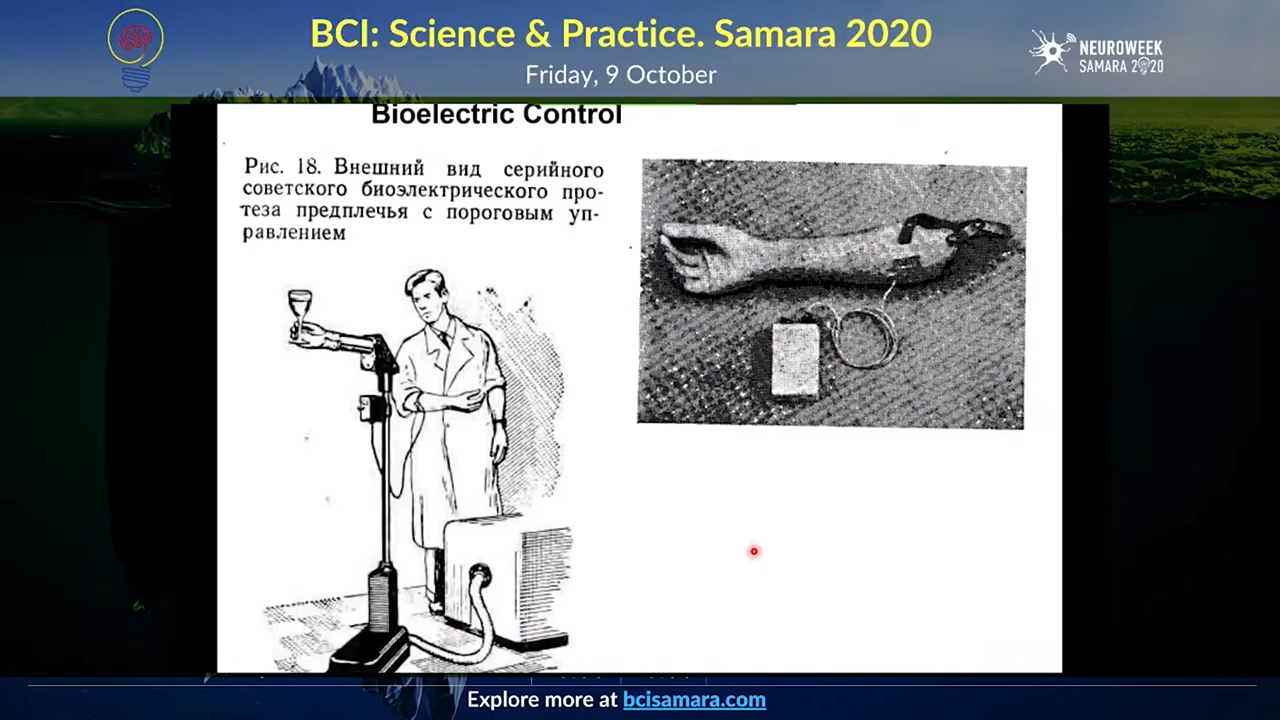 BCI: Science & Practice. Samara 2020
Friday, 9 October
NEUROWEEK
SAMARA 2020
Bioelectric Control
Рис. 18. Внешний вид серийного
советского биоэлектрического про-
теза предплечья с пороговым уп-
равлением
Explore more at bcisamara.com